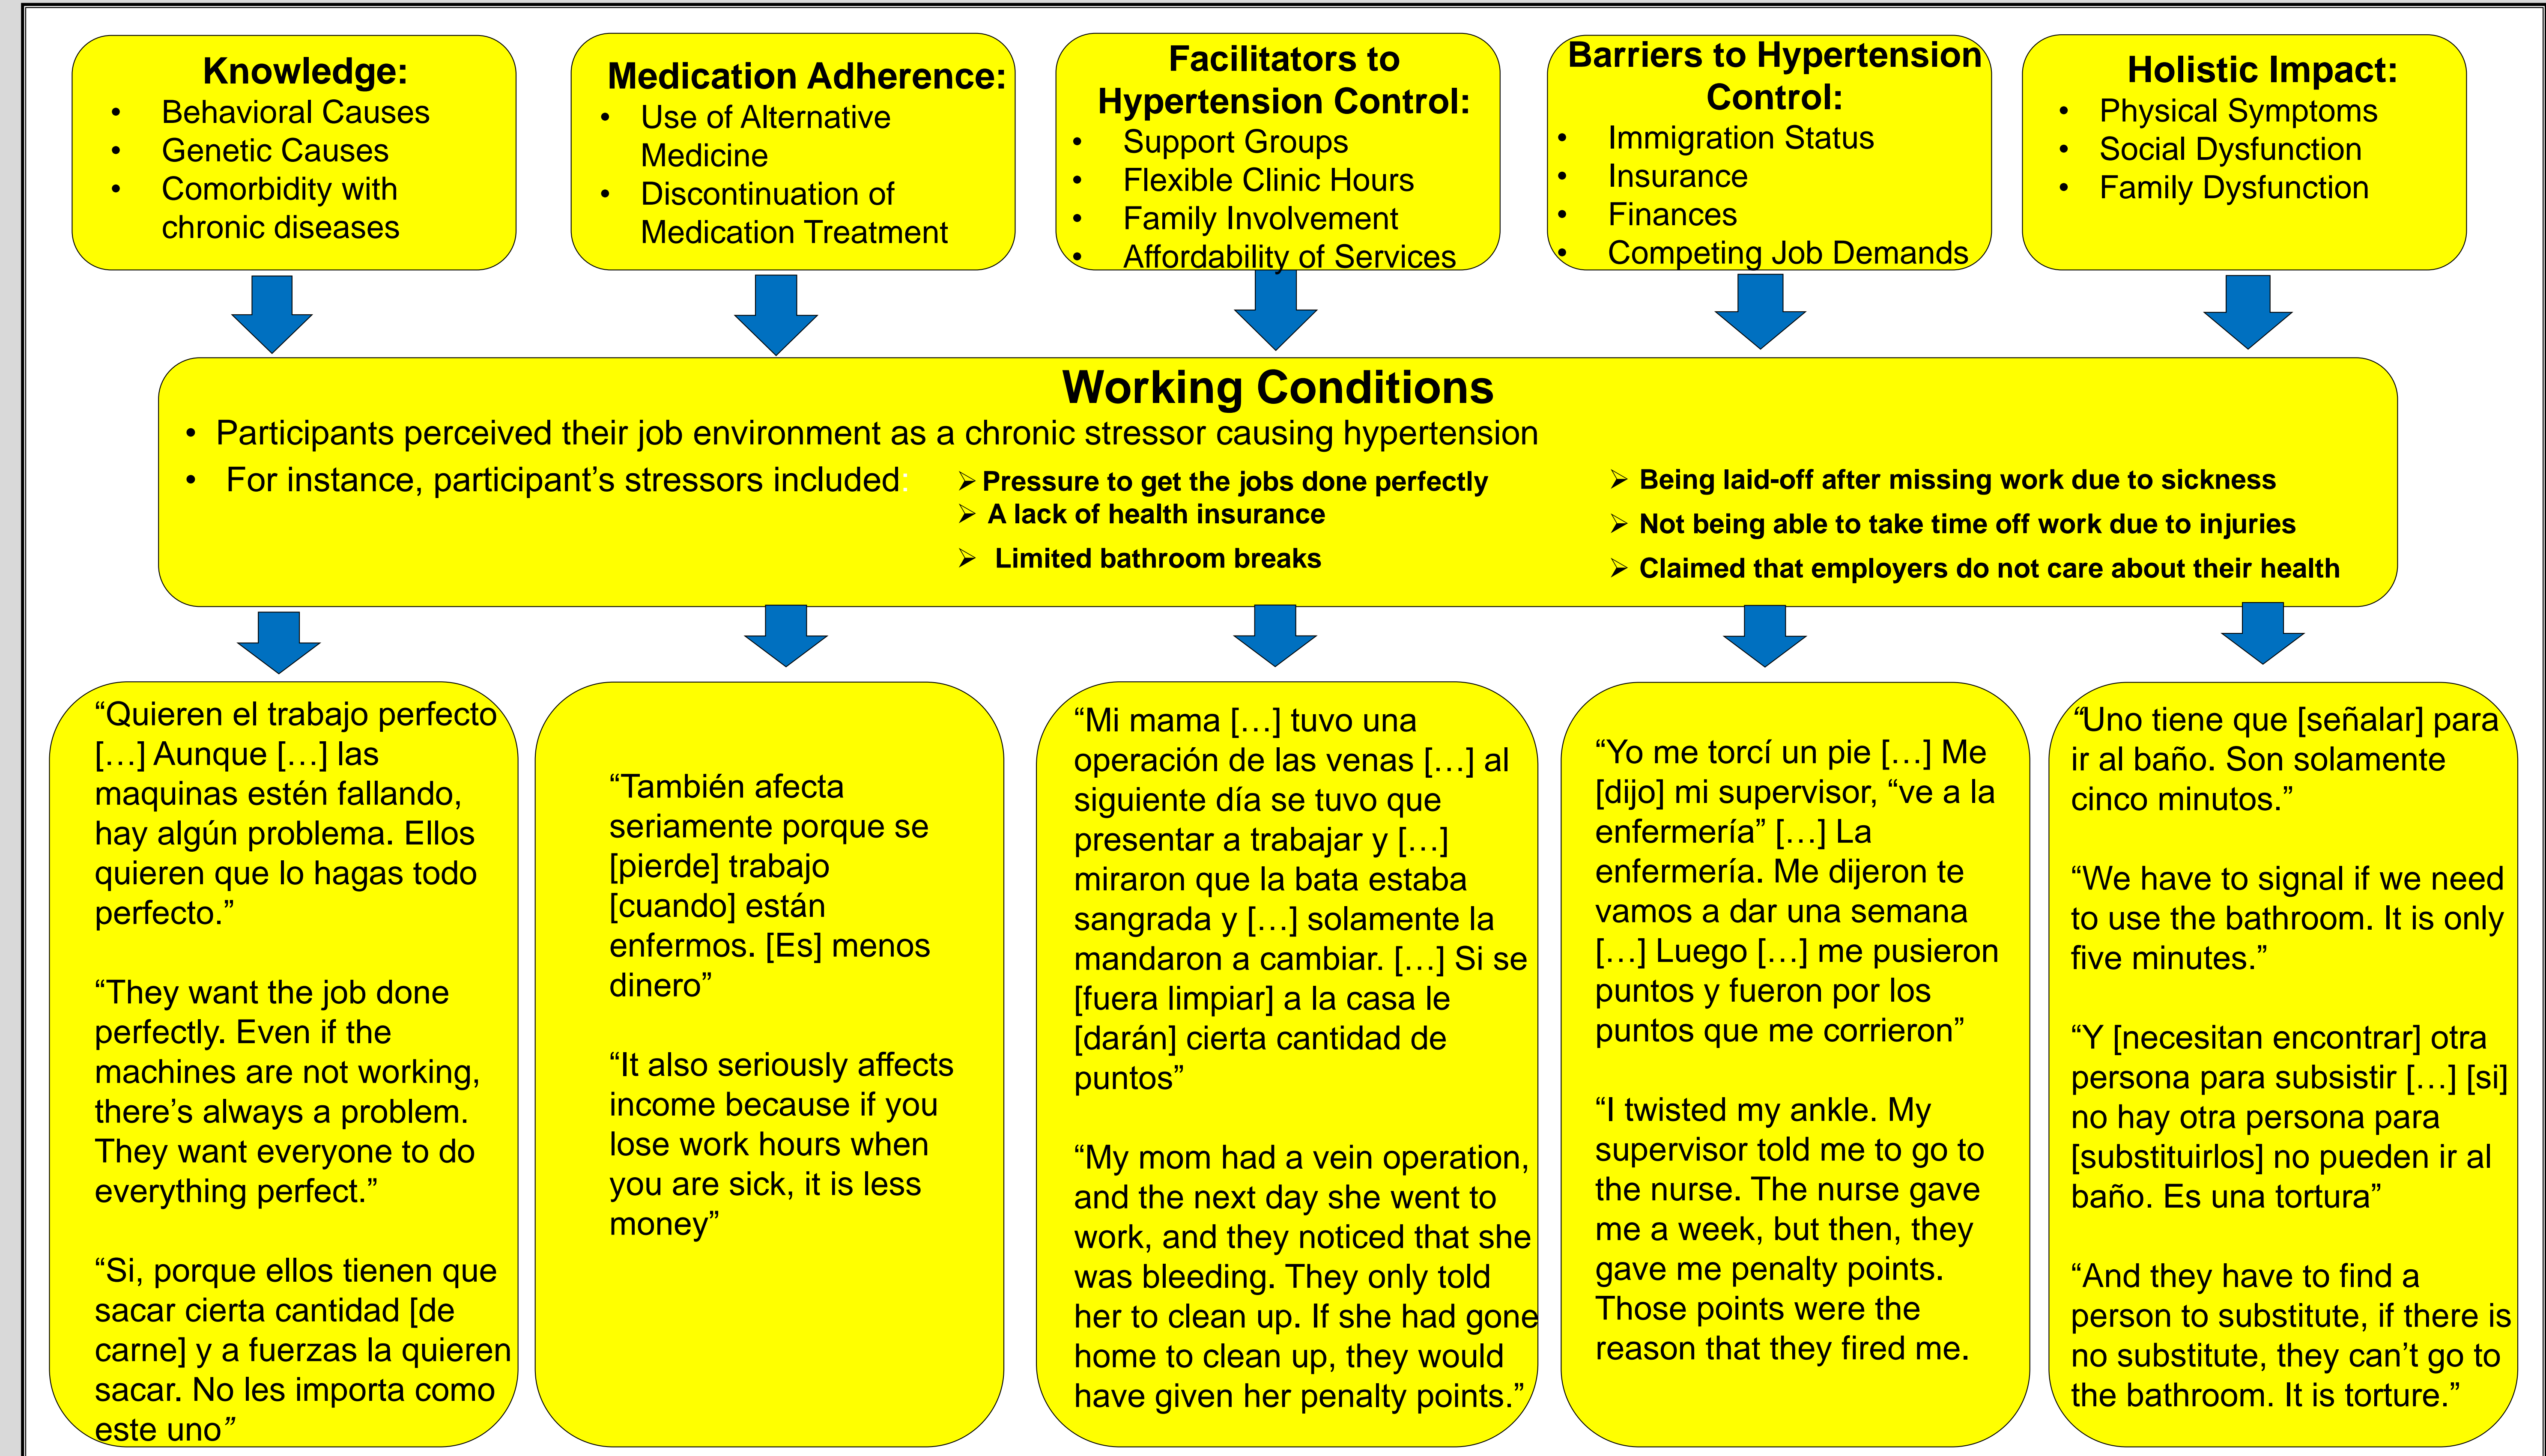 Knowledge:
• Behavioral Causes
• Genetic Causes
• Comorbidity with
chronic diseases
Medication Adherence:
• Use of Alternative
Medicine
• Discontinuation of
Medication Treatment
Facilitators to
Hypertension Control:
• Support Groups
• Flexible Clinic Hours
• Family Involvement
• Affordability of Services
Barriers to Hypertension
Control:
• Immigration Status
• Insurance
• Finances
• Competing Job Demands
Holistic Impact:
• Physical Symptoms
• Social Dysfunction
• Family Dysfunction
Working Conditions
• Participants perceived their job environment as a chronic stressor causing hypertension
• For instance, participant’s stressors included:
➢ Pressure to get the jobs done perfectly
➢ A lack of health insurance
➢ Limited bathroom breaks
➢ Being laid-off after missing work due to sickness
➢ Not being able to take time off work due to injuries
➢ Claimed that employers do not care about their health
“Quieren el trabajo perfecto
[…] Aunque […] las
maquinas estén fallando,
hay algún problema. Ellos
quieren que lo hagas todo
perfecto.”
“They want the job done
perfectly. Even if the
machines are not working,
there’s always a problem.
They want everyone to do
everything perfect.”
“Si, porque ellos tienen que
sacar cierta cantidad [de
carne] y a fuerzas la quieren
sacar. No les importa como
este uno”
“También afecta
seriamente porque se
[pierde] trabajo
[cuando] están
enfermos. [Es] menos
dinero”
“It also seriously affects
income because if you
lose work hours when
you are sick, it is less
money”
“Mi mama […] tuvo una
operación de las venas […] al
siguiente día se tuvo que
presentar a trabajar y […]
miraron que la bata estaba
sangrada y […] solamente la
mandaron a cambiar. […] Si se
[fuera limpiar] a la casa le
[darán] cierta cantidad de
puntos”
“My mom had a vein operation,
and the next day she went to
work, and they noticed that she
was bleeding. They only told
her to clean up. If she had gone
home to clean up, they would
have given her penalty points.”
“Yo me torcí un pie […] Me
[dijo] mi supervisor, “ve a la
enfermería” […] La
enfermería. Me dijeron te
vamos a dar una semana
[…] Luego […] me pusieron
puntos y fueron por los
puntos que me corrieron”
“I twisted my ankle. My
supervisor told me to go to
the nurse. The nurse gave
me a week, but then, they
gave me penalty points.
Those points were the
reason that they fired me.
“Uno tiene que [señalar] para
ir al baño. Son solamente
cinco minutos.”
“We have to signal if we need
to use the bathroom. It is only
five minutes.”
“Y [necesitan encontrar] otra
persona para subsistir […] [si]
no hay otra persona para
[substituirlos] no pueden ir al
baño. Es una tortura”
“And they have to find a
person to substitute, if there is
no substitute, they can’t go to
the bathroom. It is torture.”